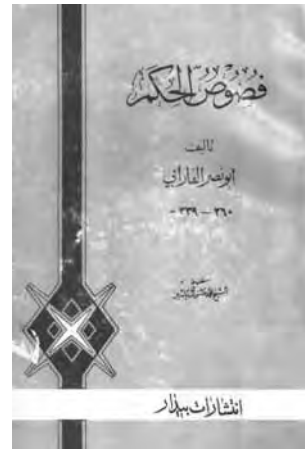 فصوص الحكم
تأليف
ابونصر الفارابي
٢٦٠ - ٣٣٩ -
انتشارات بيدار